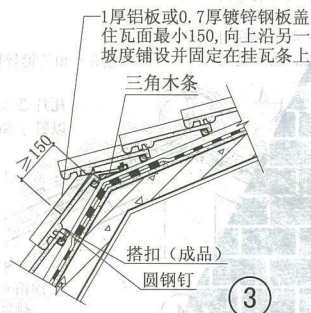 1厚铝板或0.7厚镀锌钢板盖
住瓦面最小150,向上沿另一
坡度铺设并固定在挂瓦条上
三角木条
≥150
搭扣（成品）
圆钢钉
3